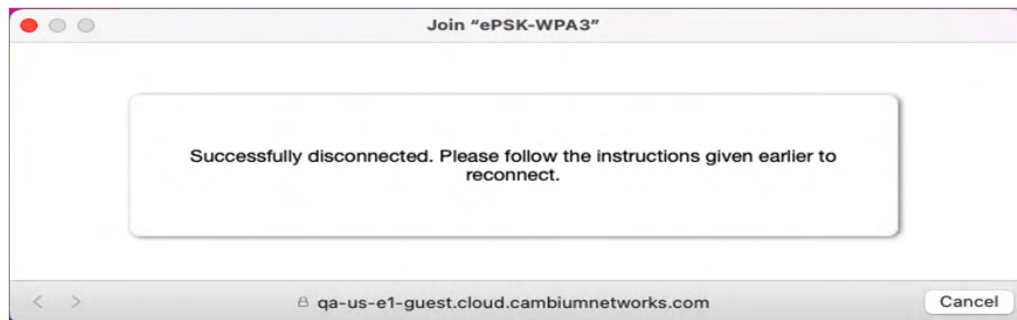 Join “ePSK-WPA3”
Successfully disconnected. Please follow the instructions given earlier to
reconnect.
qa-us-e1-guest.cloud.cambiumnetworks.com
Cancel